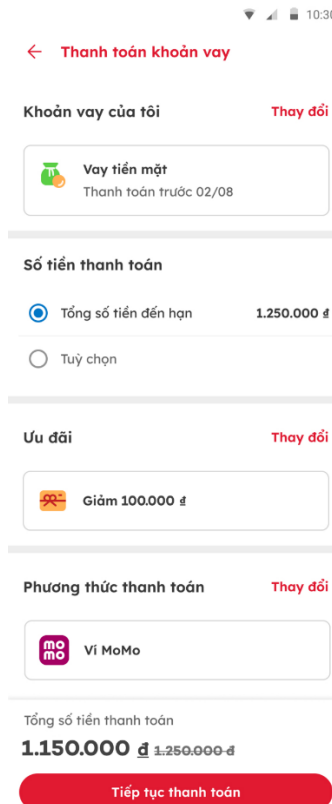 10:30
Thanh toán khoản vay
Khoản vay của tôi Thay đổi
Vay tiền mặt
Thanh toán trước 02/08
Số tiền thanh toán
Tổng số tiền đến hạn 1.250.000 ₫
Tuỳ chọn
Ưu đãi Thay đổi
Giảm 100.000 ₫
Phương thức thanh toán Thay đổi
mo mo Ví MoMo
Tổng số tiền thanh toán
1.150.000 ₫ 1.250.000 ₫
Tiếp tục thanh toán